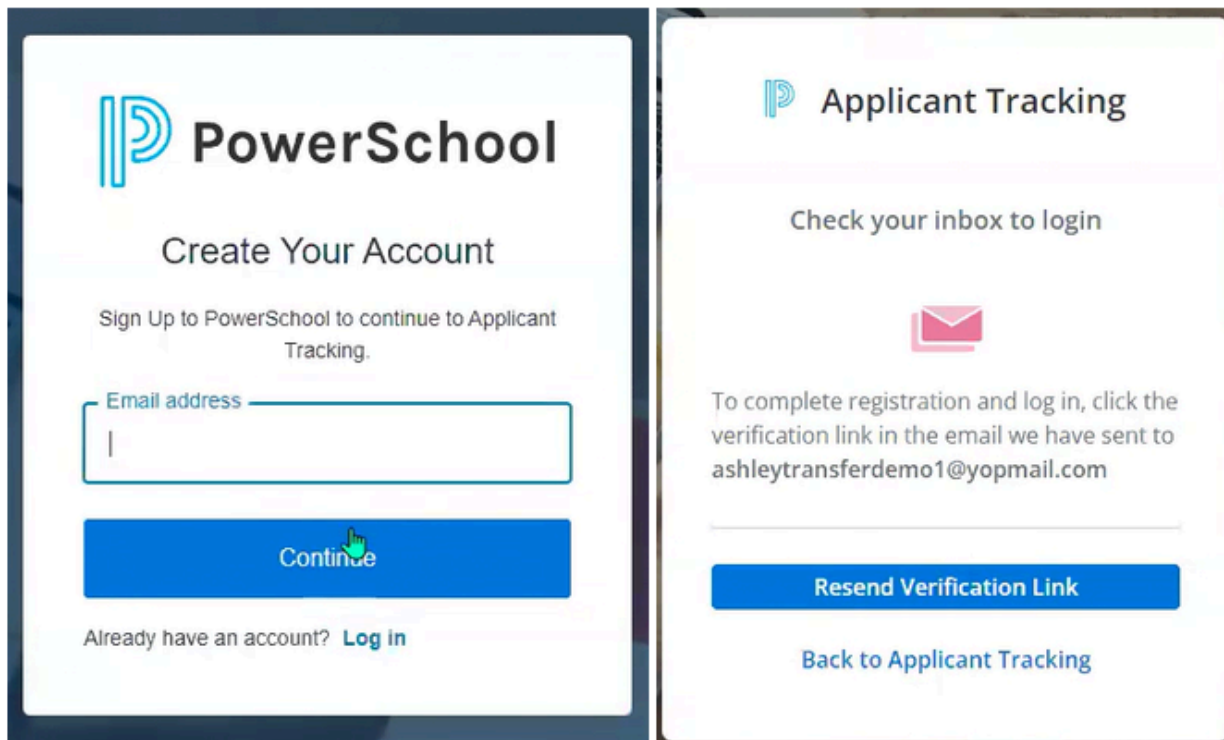 PowerSchool
Create Your Account
Sign Up to PowerSchool to continue to Applicant
Tracking.
Email address
Continue
Already have an account? Log in
Applicant Tracking
Check your inbox to login
To complete registration and log in, click the
verification link in the email we have sent to
ashleytransferdemo1@yopmail.com
Resend Verification Link
Back to Applicant Tracking